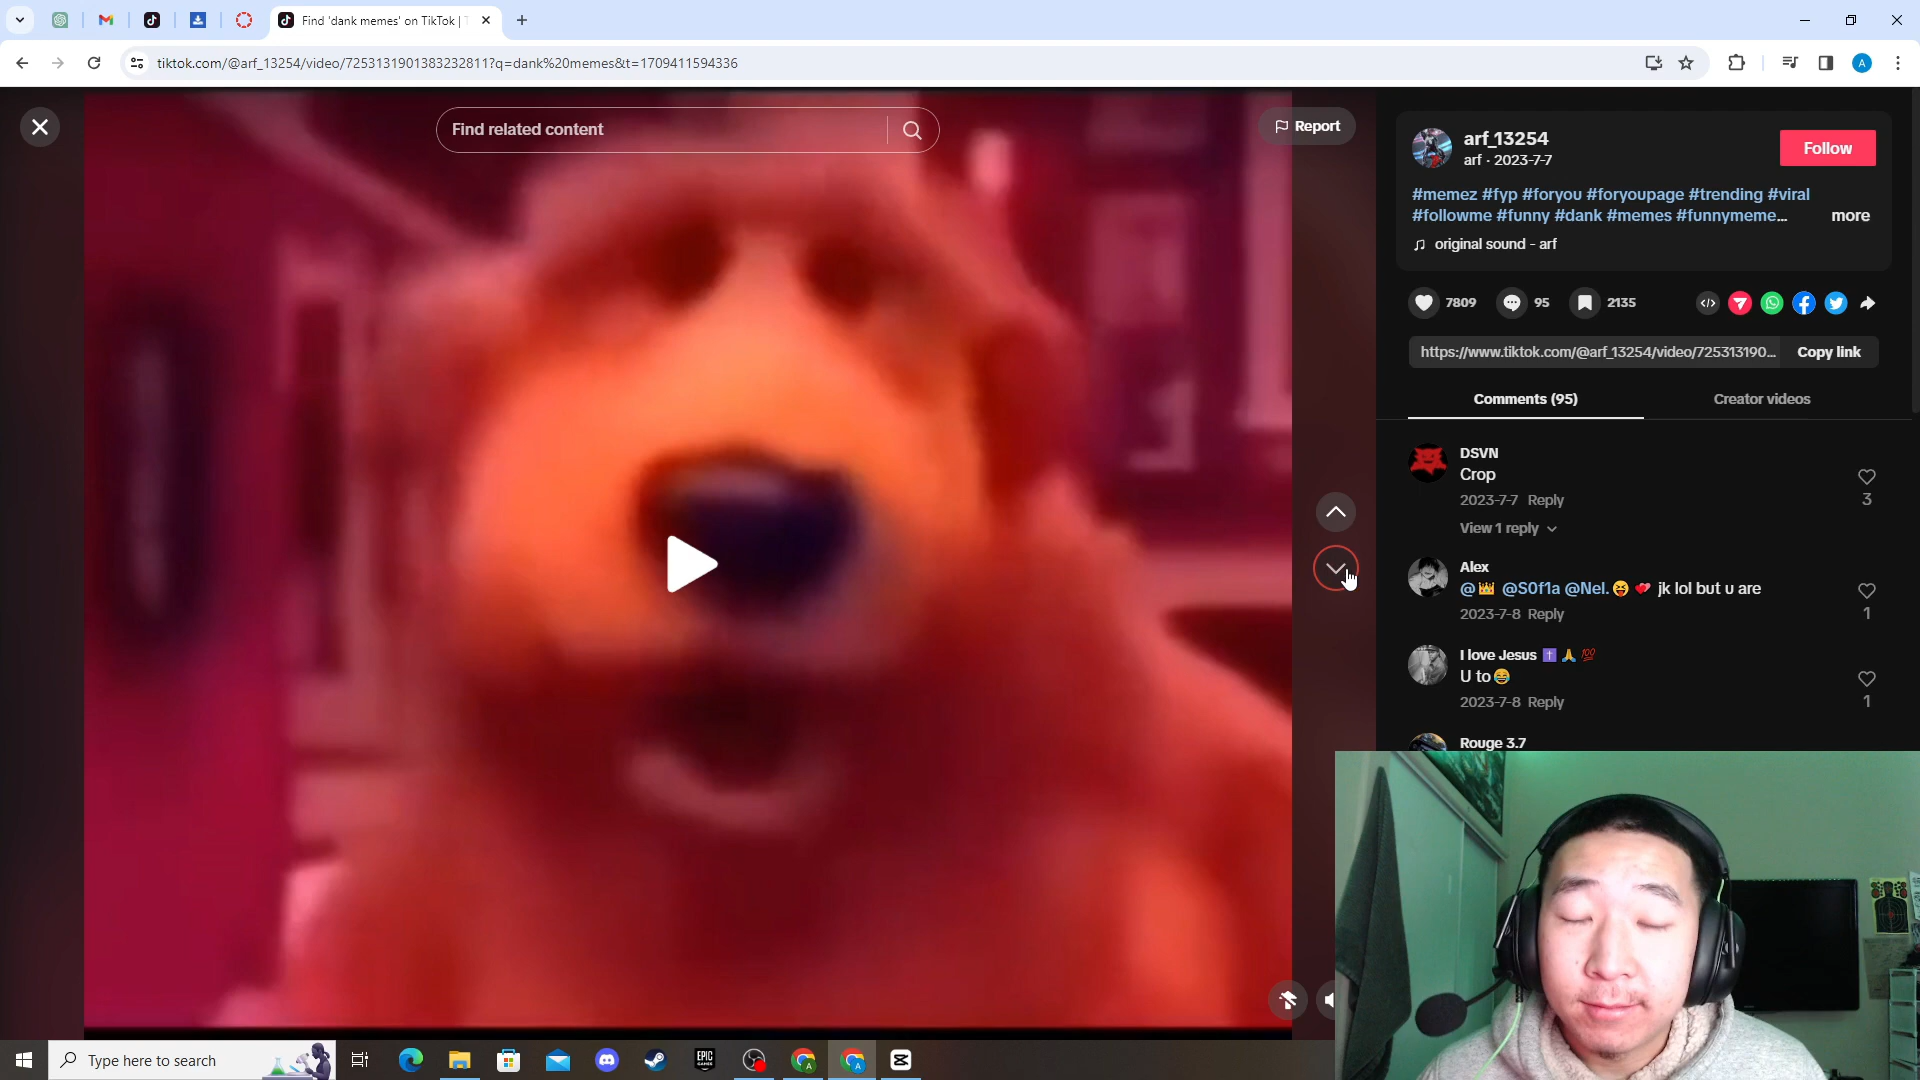 Find 'dank memes' on TikTok | T
tiktok.com/@arf_13254/video/7253131901383232811?q=dank%20memes&t=1709411594336
A
Find related content
Report
arf_13254
arf · 2023-7-7
Follow
#memez #fyp #foryou #foryoupage #trending #viral
#followme #funny #dank #memes #funnymeme... more
original sound - arf
7809 95 2135
https://www.tiktok.com/@arf_13254/video/725313190... Copy link
Comments (95) Creator videos
DSVN
Crop
2023-7-7 Reply
3
View 1 reply
Alex
@👑 @S0f1a @Nel.😝 💕 jk lol but u are
2023-7-8 Reply
1
I love Jesus ✝️ 🙏 💯
U to😂
2023-7-8 Reply
1
Rouge 3.7
Type here to search
EPIC
GAMES
A
A